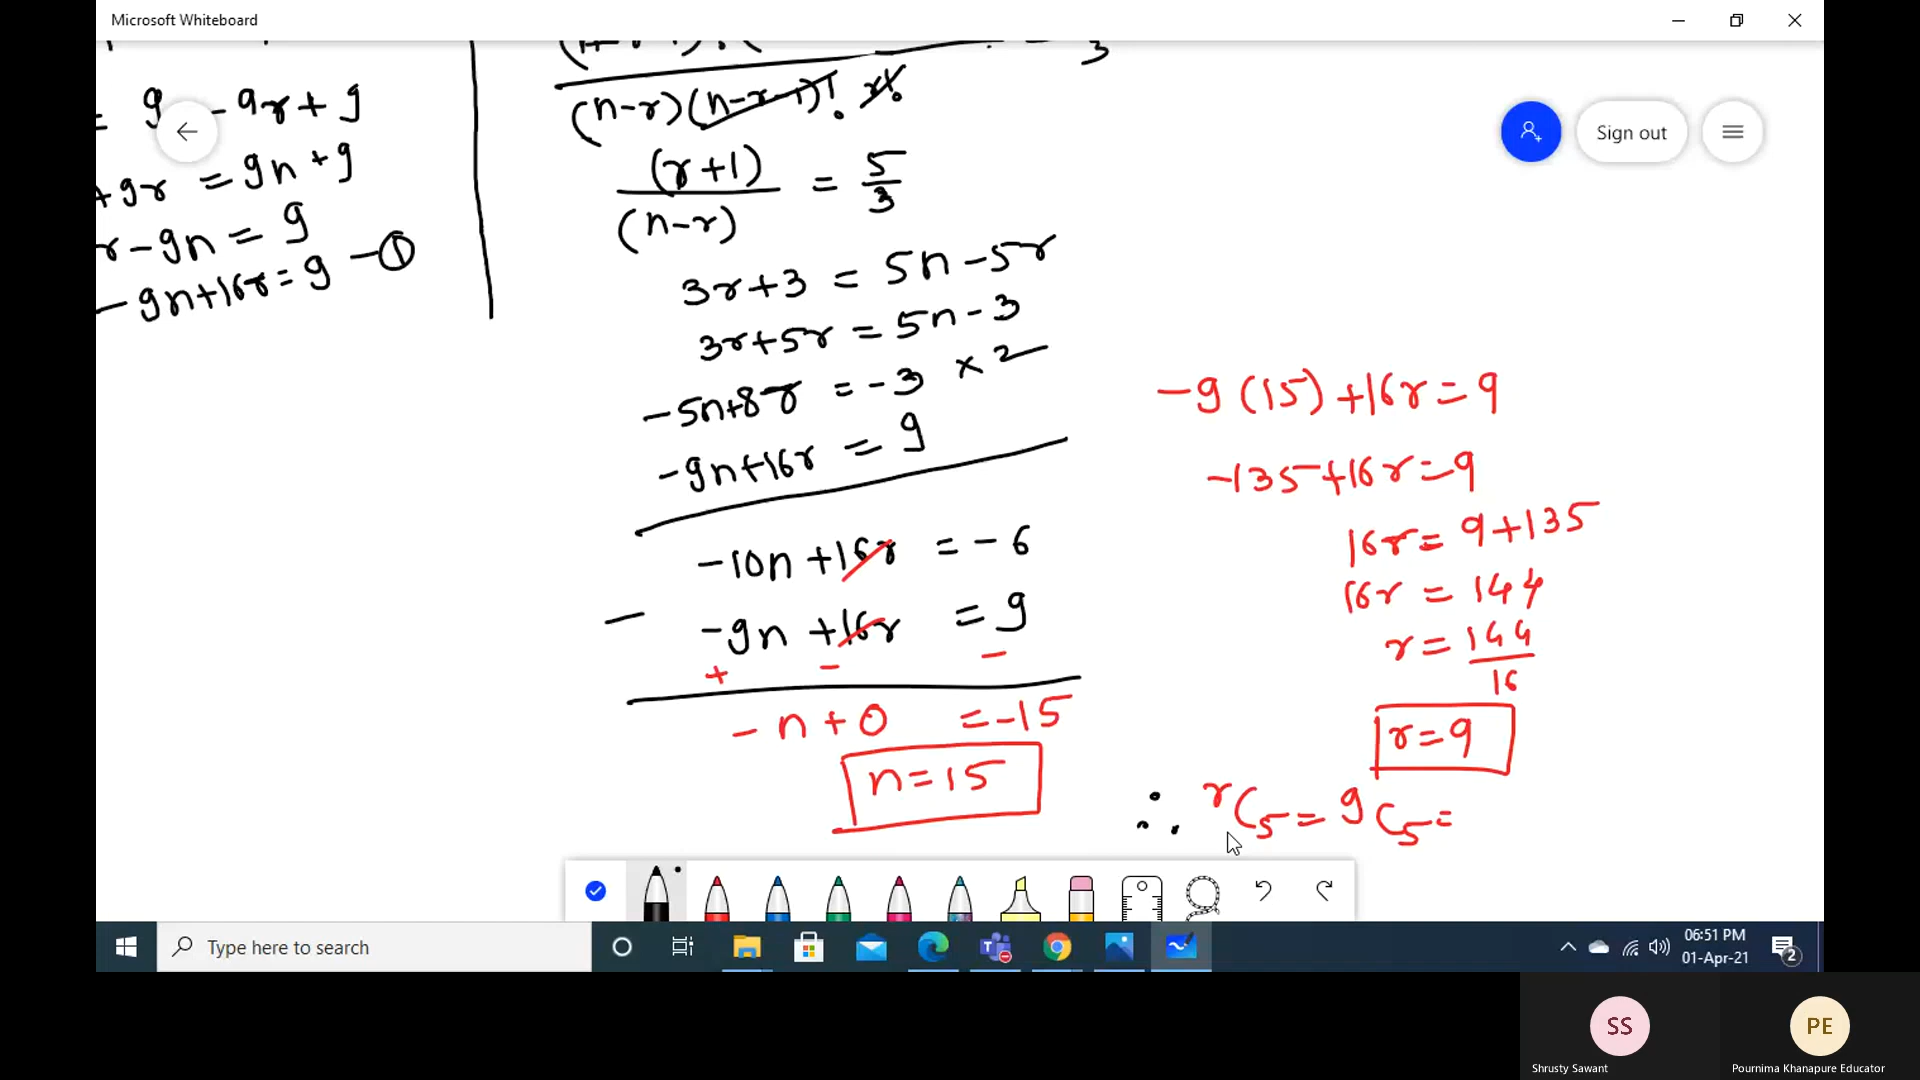 Microsoft Whiteboard
= 9 - 9r + 9
+9r = 9n + 9
r - 9n = 9
- 9n + 16r = 9 - ①
3
(n-r)(n-r-1)! r!
(r+1)
(n-r)
= 5/3
3r+3 = 5n - 5r
3r+5r = 5n - 3
-5n+8r = -3 × 2
-9n+16r = 9
-10n +16r = -6
- -9n +16r = 9
+ - -
- n + 0 = -15
n = 15
-9 (15) +16r = 9
-135+16r = 9
16r = 9+135
16r = 144
r = 144
16
r = 9
∴ rC5 = 9C5 =
Sign out
Type here to search
06:51 PM
01-Apr-21
2
SS
PE
Shrusty Sawant
Pournima Khanapure Educator